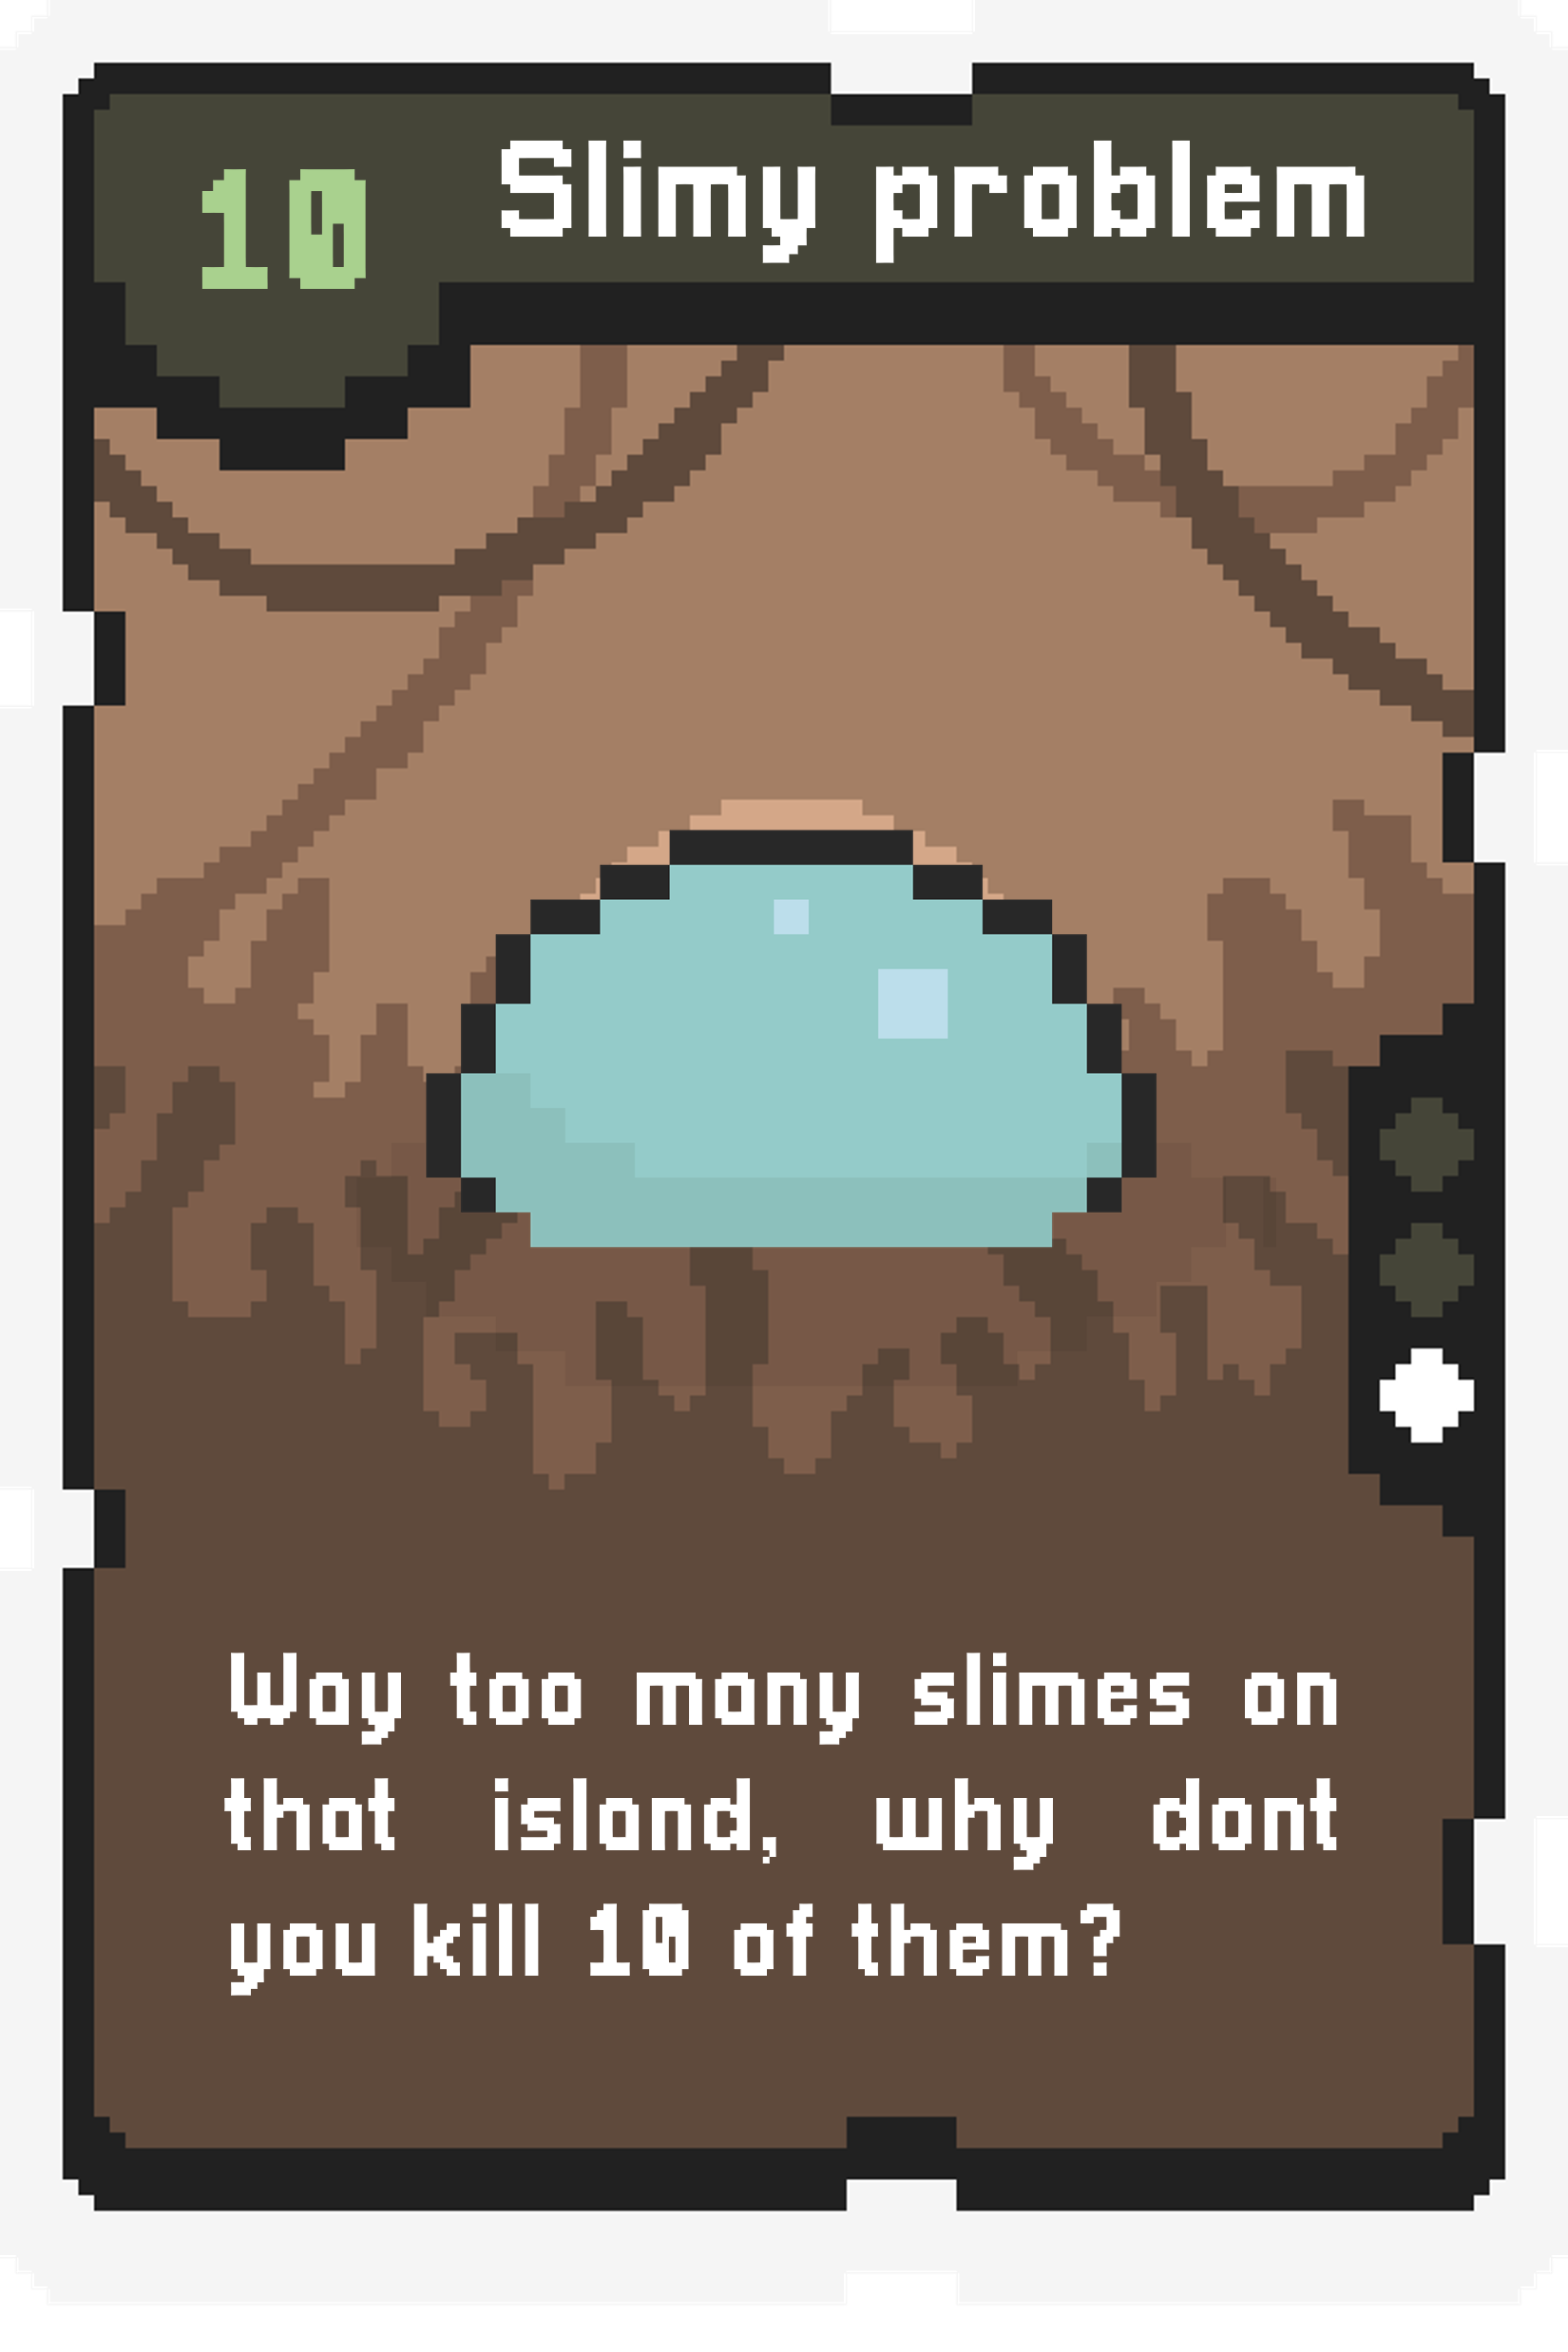 10
Slimy problem
Way too many slimes on
that island, why dont
you kill 10 of them?